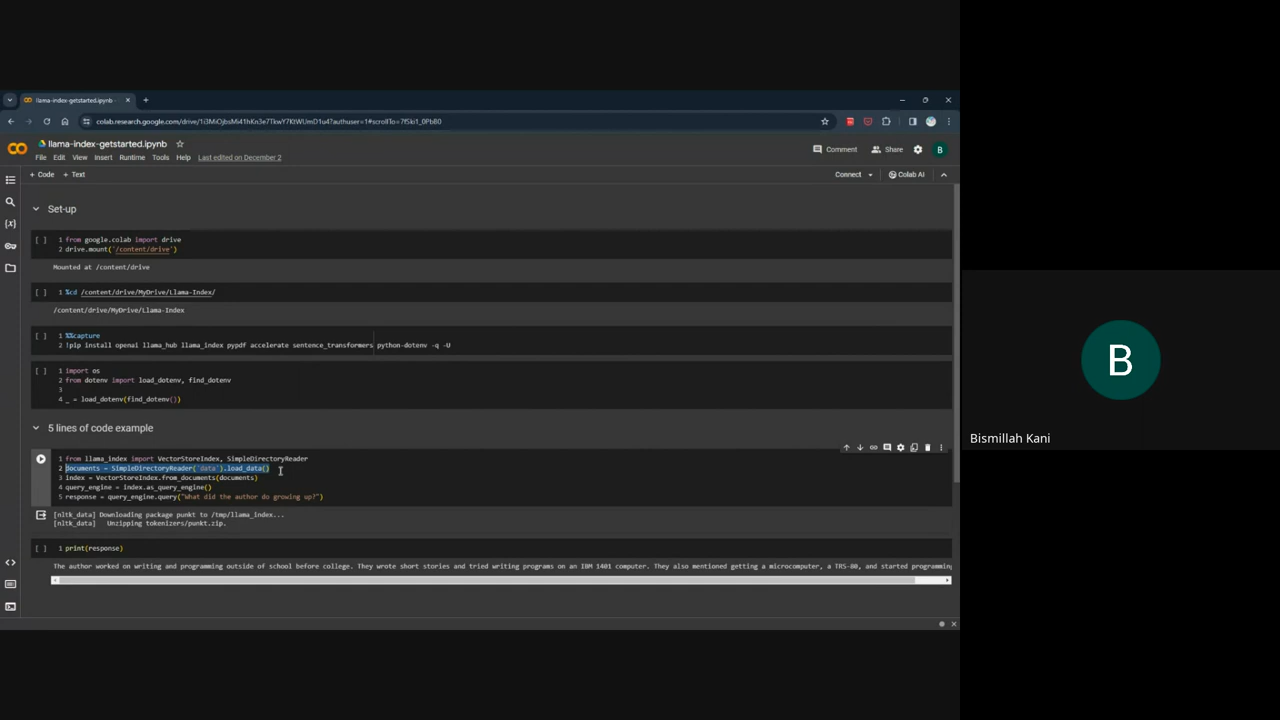 llama-index-getstarted.ipynb
colab.research.google.com/drive/1i3MiOjbsMi41hKn3e7TkwY7KtWUmD1u4?authuser=1#scrollTo=7fSki1_0PbB0
llama-index-getstarted.ipynb
Comment
Share
B
File Edit View Insert Runtime Tools Help Last edited on December 2
+ Code + Text
Connect
Colab AI
Set-up
[ ] 1 from google.colab import drive
2 drive.mount('/content/drive')
Mounted at /content/drive
[ ] 1 %cd /content/drive/MyDrive/Llama-Index/
/content/drive/MyDrive/Llama-Index
[ ] 1 %%capture
2 !pip install openai llama_hub llama_index pypdf accelerate sentence_transformers python-dotenv -q -U
[ ] 1 import os
2 from dotenv import load_dotenv, find_dotenv
3
4 _ = load_dotenv(find_dotenv())
5 lines of code example
1 from llama_index import VectorStoreIndex, SimpleDirectoryReader
2 documents = SimpleDirectoryReader('data').load_data()
3 index = VectorStoreIndex.from_documents(documents)
4 query_engine = index.as_query_engine()
5 response = query_engine.query("What did the author do growing up?")
[nltk_data] Downloading package punkt to /tmp/llama_index...
[nltk_data] Unzipping tokenizers/punkt.zip.
[ ] 1 print(response)
The author worked on writing and programming outside of school before college. They wrote short stories and tried writing programs on an IBM 1401 computer. They also mentioned getting a microcomputer, a TRS-80, and started programming
B
Bismillah Kani